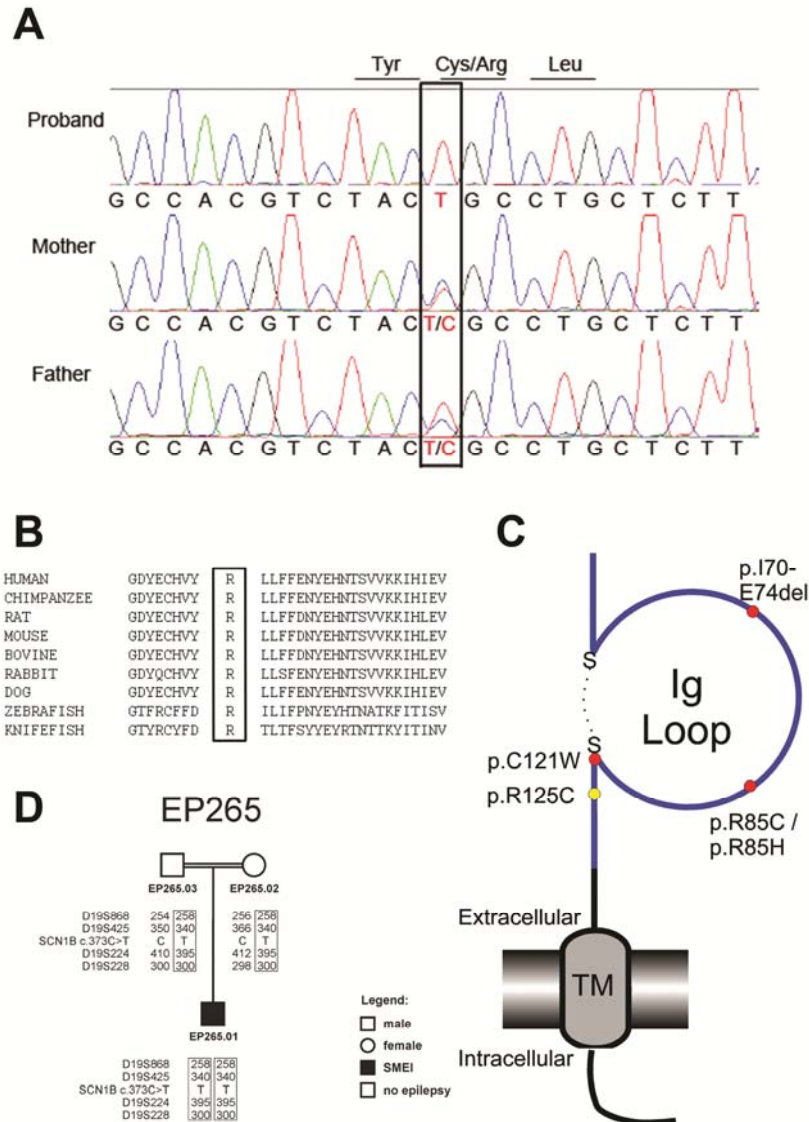 A
Tyr Cys/Arg Leu
Proband
G C C A C G T C T A C T G C C T G C T C T T
Mother
G C C A C G T C T A C T/C G C C T G C T C T T
Father
G C C A C G T C T A C T/C G C C T G C T C T T
B
HUMAN GDYECHVY R LLFFENYEHNTSVVKKIHIEV
CHIMPANZEE GDYECHVY R LLFFENYEHNTSVVKKIHIEV
RAT GDYECHVY R LLFFDNYEHNTSVVKKIHLEV
MOUSE GDYECHVY R LLFFDNYEHNTSVVKKIHLEV
BOVINE GDYECHVY R LLFFENYEHNTSVVKKIHLEV
RABBIT GDYQCHVY R LLSFENYEHNTSVVKKIHLEV
DOG GDYECHVY R LLFFENYEHNTSVVKKIHIEV
ZEBRAFISH GTFRCFFD R ILIFPNYEYHTNATKFITISV
KNIFEFISH GTYRCYFD R TLTFSYYEYRTNTTKYITINV
C
p.I70-
E74del
S
Ig
Loop
S
p.C121W
p.R125C
p.R85C /
p.R85H
Extracellular
TM
Intracellular
D
EP265
EP265.03 EP265.02
D19S868 254 258 256 258
D19S425 350 340 366 340
SCN1B c.373C>T C T C T
D19S224 410 395 412 395
D19S228 300 300 298 300
EP265.01
D19S868 258 258
D19S425 340 340
SCN1B c.373C>T T T
D19S224 395 395
D19S228 300 300
Legend:
male
female
SMEI
no epilepsy